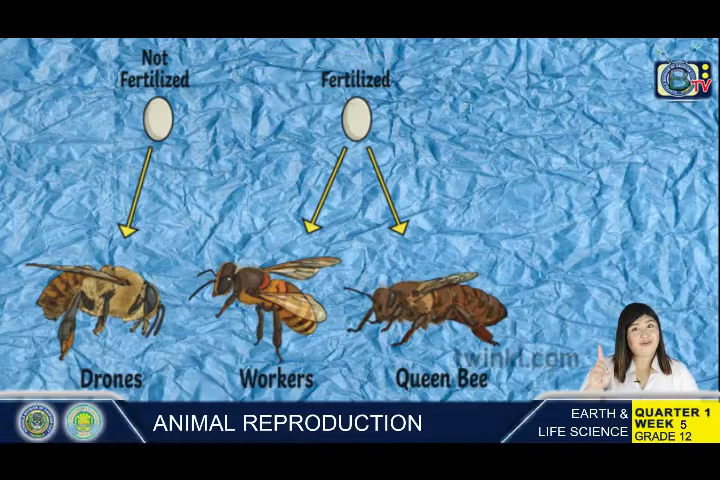 Not
Fertilized
Fertilized
B
TV
twinkl.com
Drones
Workers
Queen Bee
ANIMAL REPRODUCTION
EARTH &
LIFE SCIENCE
QUARTER 1
WEEK 5
GRADE 12